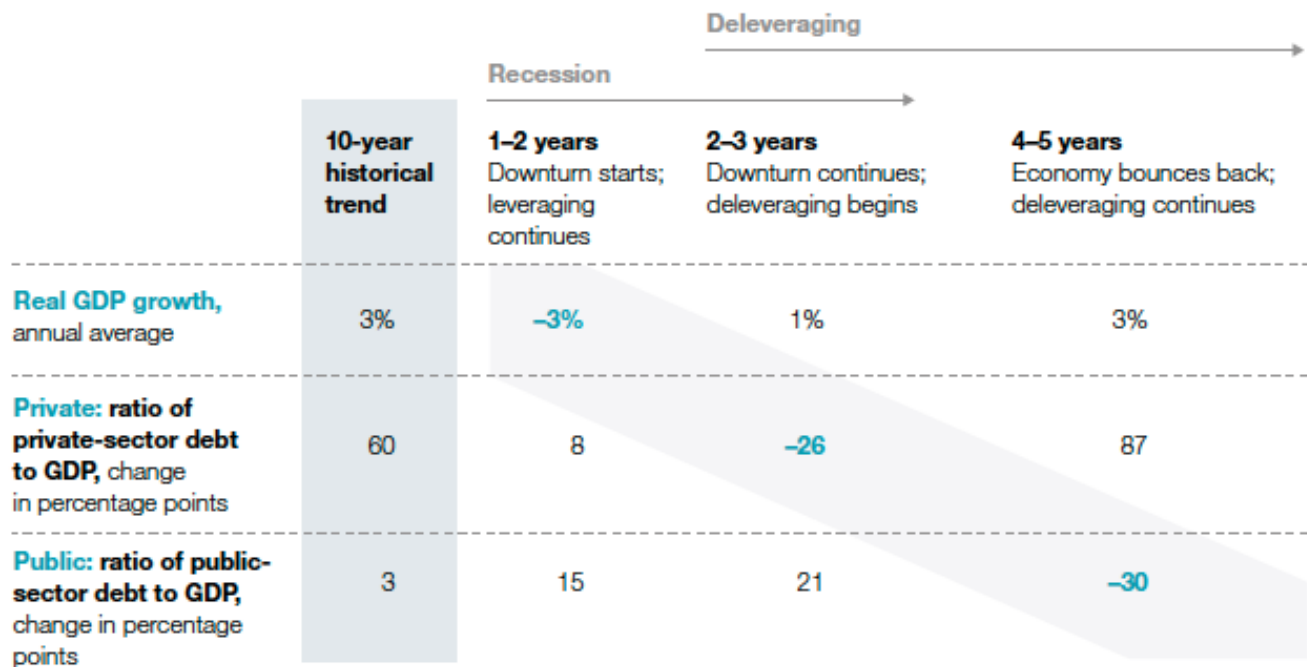 Deleveraging
Recession
10-year
historical
trend
1–2 years
Downturn starts;
leveraging
continues
2–3 years
Downturn continues;
deleveraging begins
4–5 years
Economy bounces back;
deleveraging continues
Real GDP growth,
annual average
3%
–3%
1%
3%
Private: ratio of
private-sector debt
to GDP, change
in percentage points
60
8
–26
87
Public: ratio of public-
sector debt to GDP,
change in percentage
points
3
15
21
–30